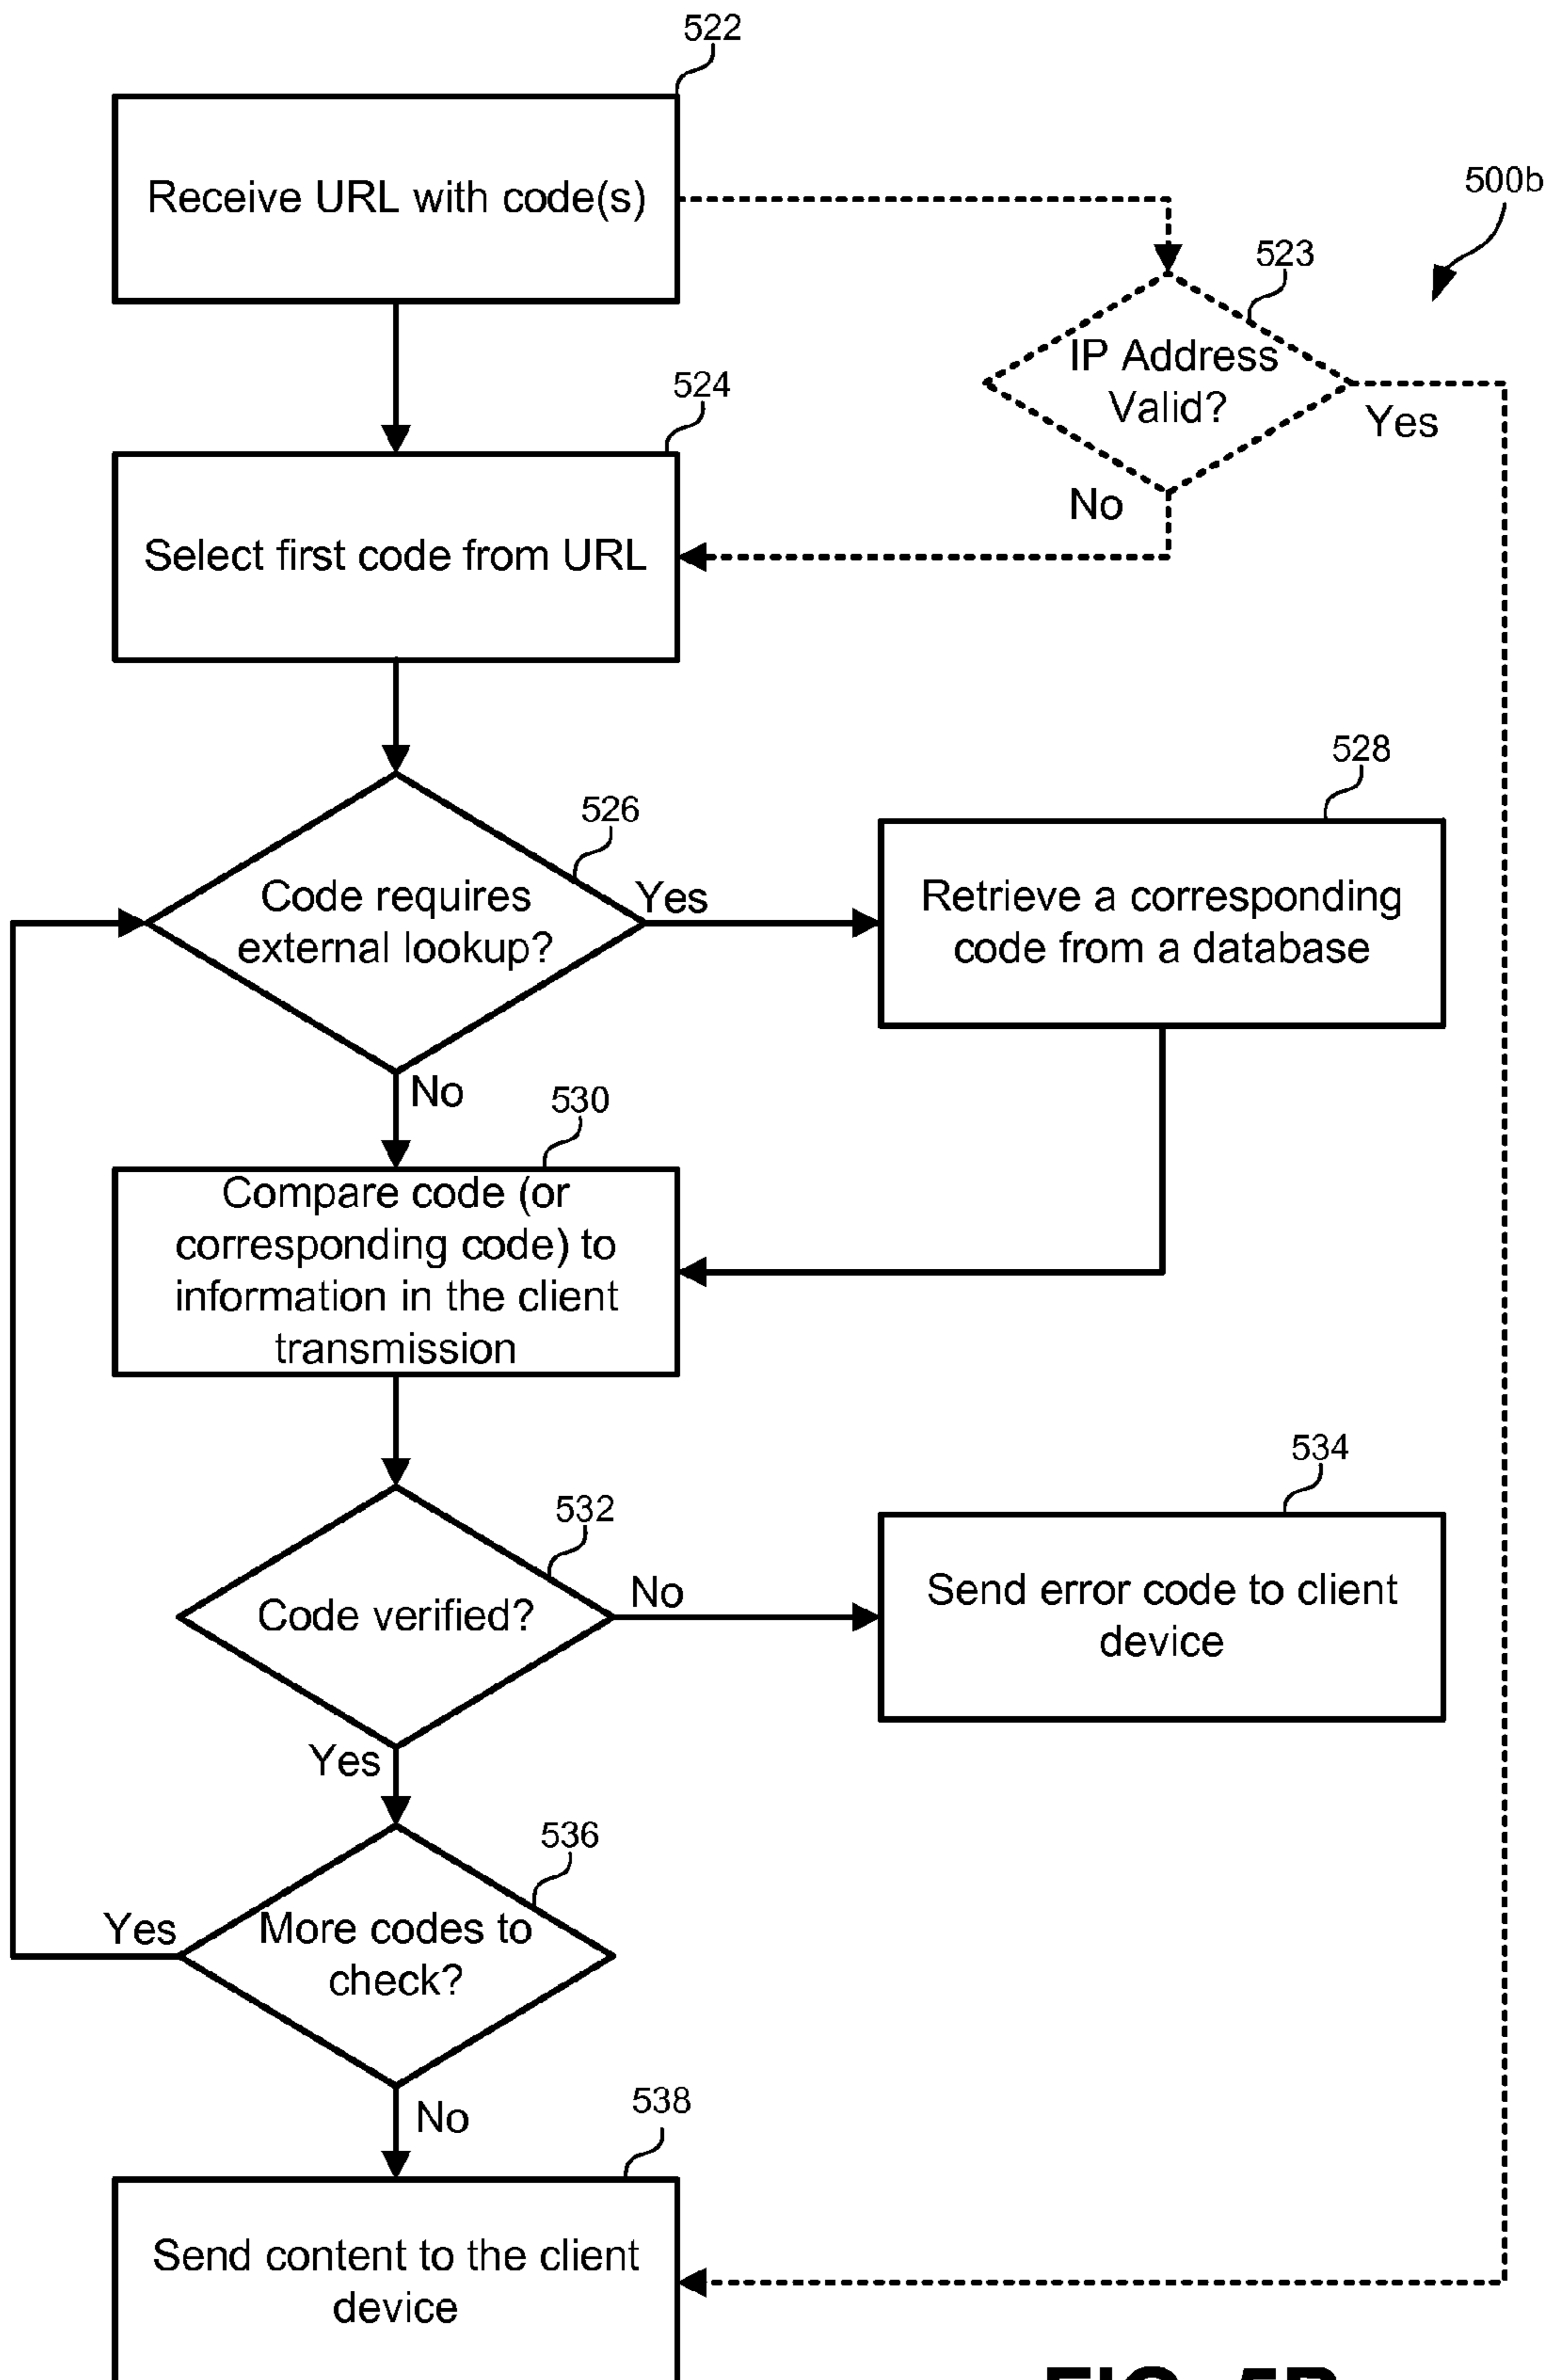 522
Receive URL with code(s)
500b
523
IP Address
Valid?
Yes
No
524
Select first code from URL
526
Code requires
external lookup?
Yes
No
528
Retrieve a corresponding
code from a database
530
Compare code (or
corresponding code) to
information in the client
transmission
532
Code verified?
No
Yes
534
Send error code to client
device
536
More codes to
check?
Yes
No
538
Send content to the client
device
FIG. 5B